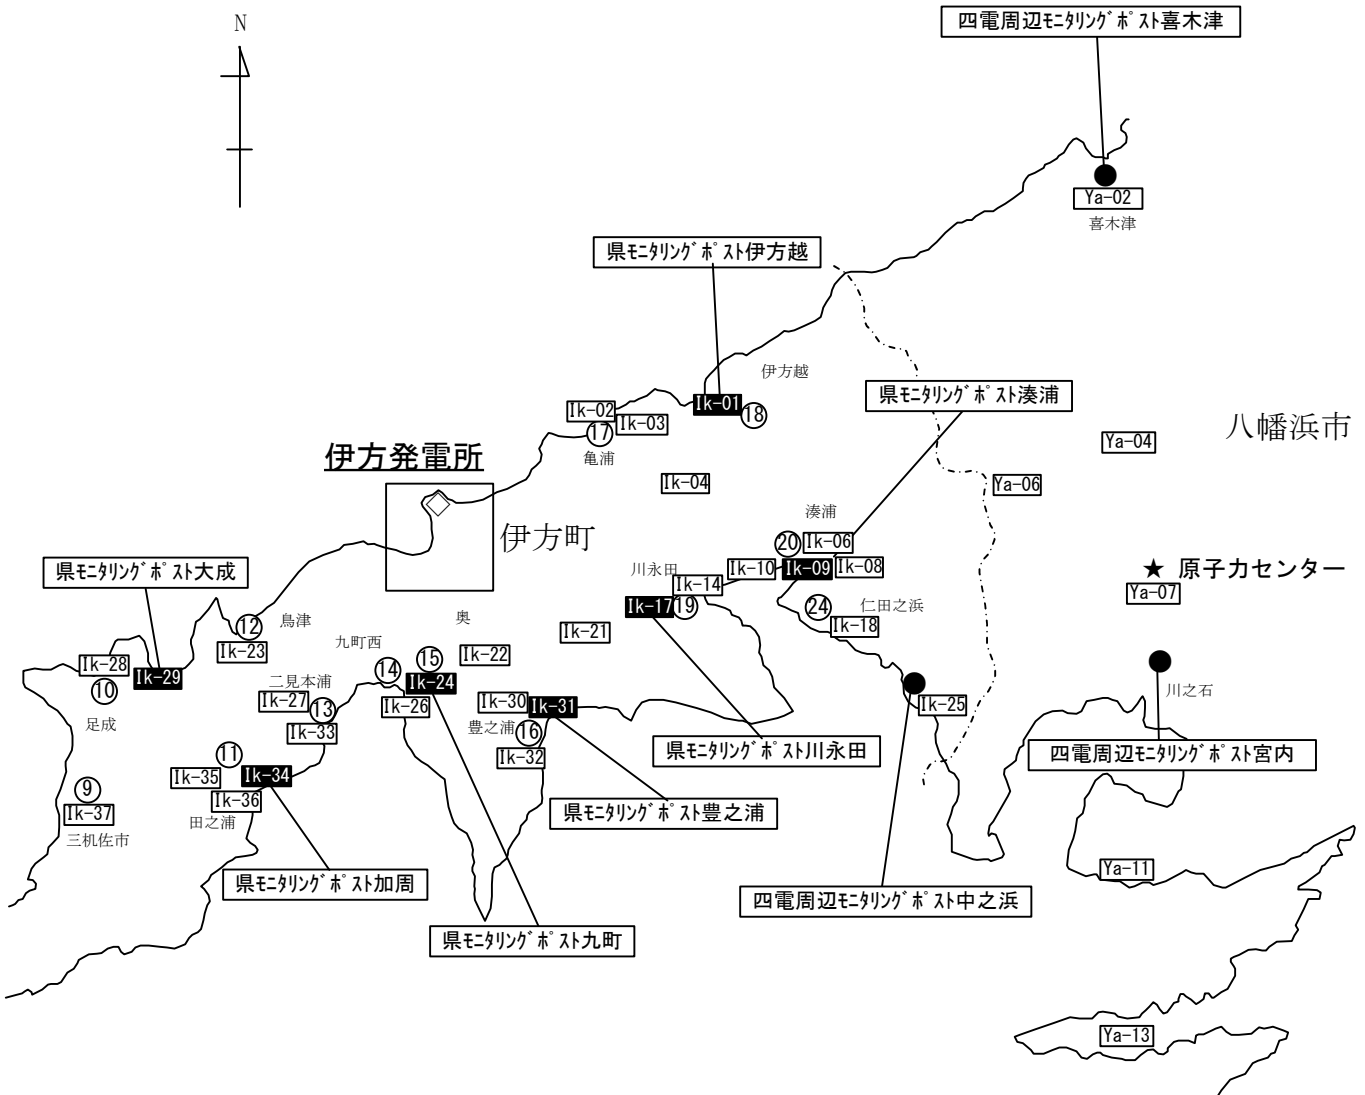 N
四電周辺モニタリングポスト喜木津
Ya-02
喜木津
県モニタリングポスト伊方越
伊方越
県モニタリングポスト湊浦
Ik-01
⑱
Ik-02
Ik-03
⑰
亀浦
八幡浜市
Ya-04
伊方発電所
Ik-04
Ya-06
伊方町
湊浦
⑳
Ik-06
県モニタリングポスト大成
川永田
Ik-10
Ik-09
Ik-08
★ 原子力センター
Ik-14
Ya-07
Ik-17
⑲
㉔
仁田之浜
Ik-18
奥
⑫
鳥津
Ik-21
九町西
Ik-23
Ik-28
Ik-29
⑩
足成
⑭
⑮
Ik-22
Ik-24
川之石
二見本浦
Ik-27
⑬
Ik-26
Ik-30
Ik-31
Ik-25
Ik-33
豊之浦
⑯
Ik-32
県モニタリングポスト川永田
四電周辺モニタリングポスト宮内
⑪
Ik-35
Ik-34
⑨
Ik-37
Ik-36
田之浦
三机佐市
県モニタリングポスト豊之浦
県モニタリングポスト加周
Ya-11
四電周辺モニタリングポスト中之浜
県モニタリングポスト九町
Ya-13